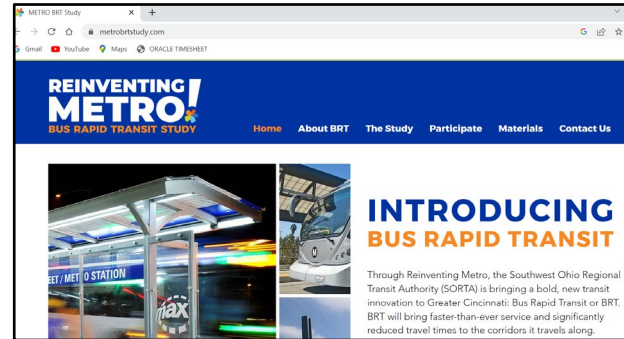 METRO BRT Study
metrobrtstudy.com
Gmail YouTube Maps ORACLE TIMESHEET
REINVENTING
METRO!
BUS RAPID TRANSIT STUDY
Home About BRT The Study Participate Materials Contact Us
EET / METRO STATION
max
INTRODUCING
BUS RAPID TRANSIT
Through Reinventing Metro, the Southwest Ohio Regional
Transit Authority (SORTA) is bringing a bold, new transit
innovation to Greater Cincinnati: Bus Rapid Transit or BRT.
BRT will bring faster-than-ever service and significantly
reduced travel times to the corridors it travels along.